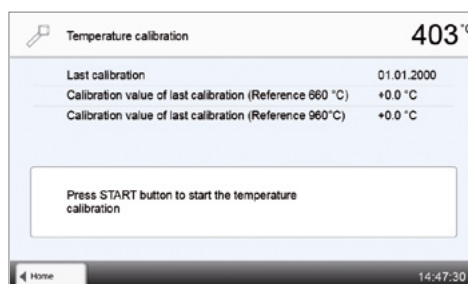 Temperature calibration
403 °C
Last calibration 01.01.2000
Calibration value of last calibration (Reference 660 °C) +0.0 °C
Calibration value of last calibration (Reference 960°C) +0.0 °C
Press START button to start the temperature
calibration
Home
14:47:30